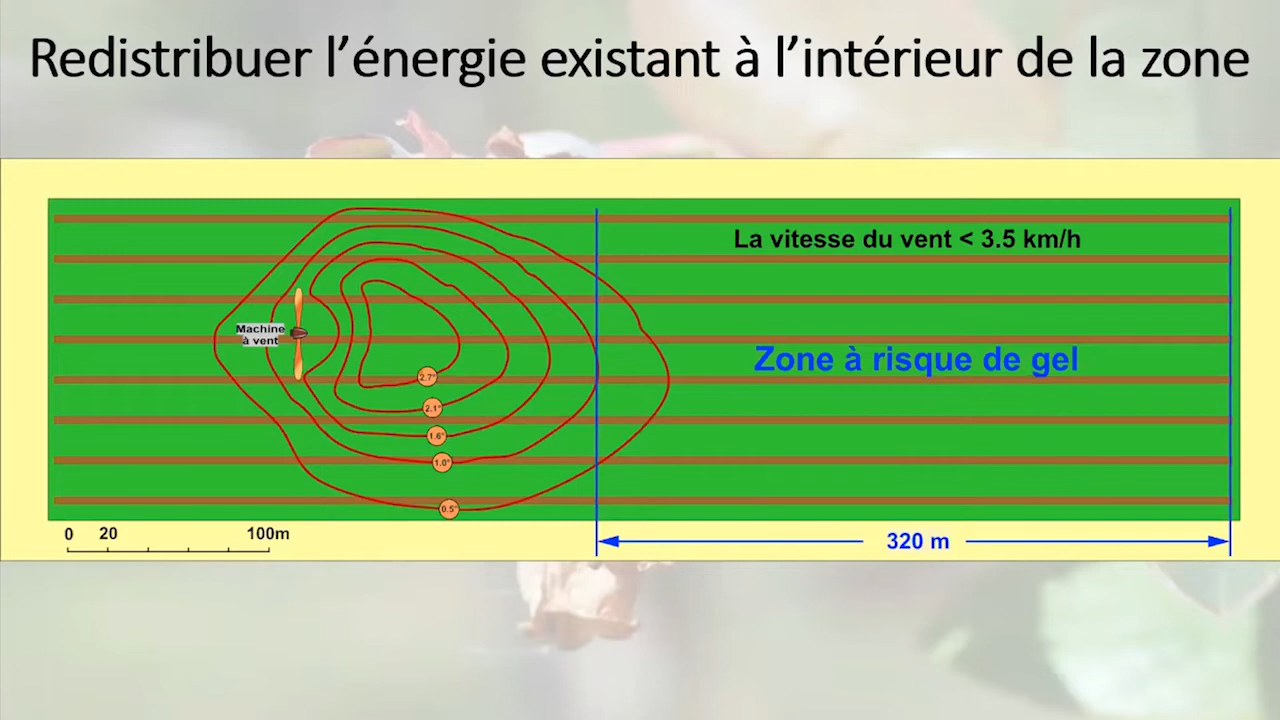 Redistribuer l’énergie existant à l’intérieur de la zone
La vitesse du vent < 3.5 km/h
Machine
à vent
Zone à risque de gel
2.7°
2.1°
1.6°
1.0°
0.5°
0 20 100m
320 m